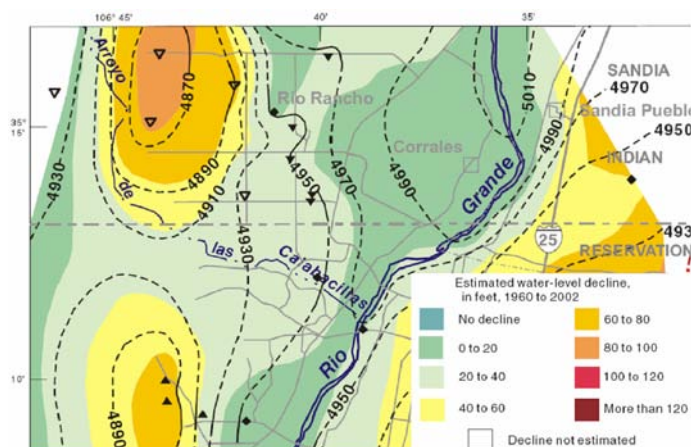 106° 45'
40'
35'
Arroyo
4870
5010
SANDIA
4970
Rio Rancho
Sandia Pueblo
35°
15'
4930
4890
4950
4970
Corrales
4990
4990
4950
INDIAN
4910
de
Grande
4930
4930
25
RESERVATION
las
Calabacillas
Rio
10'
4890
4950
Estimated water-level decline,
in feet, 1960 to 2002
No decline
60 to 80
0 to 20
80 to 100
20 to 40
100 to 120
40 to 60
More than 120
Decline not estimated